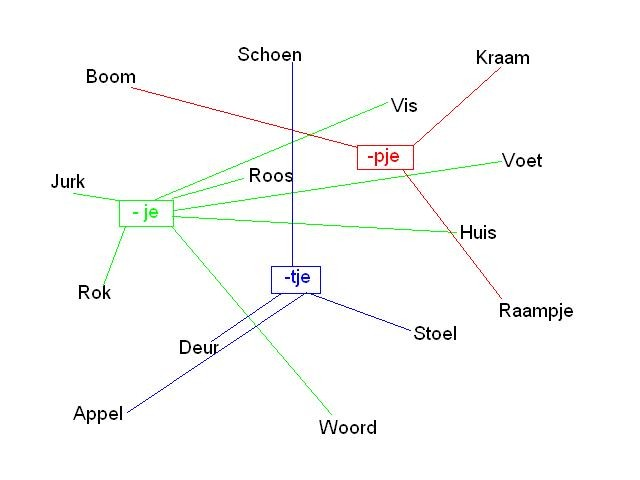 Schoen
Kraam
Boom
Vis
-pje
Voet
Roos
Jurk
- je
Huis
-tje
Rok
Raampje
Stoel
Deur
Appel
Woord